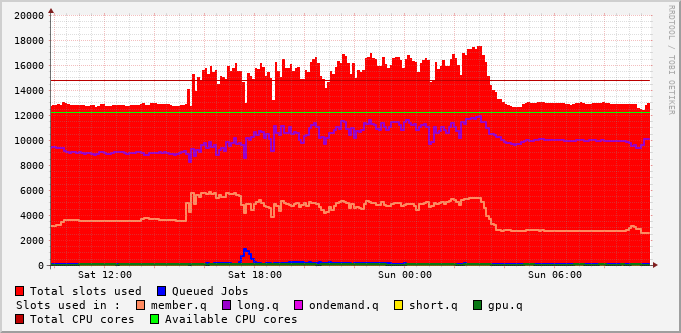 20000
18000
16000
14000
12000
10000
8000
6000
4000
2000
0
Sat 12:00 Sat 18:00 Sun 00:00 Sun 06:00
RRDTOOL / TOBI OETIKER
Total slots used Queued Jobs
Slots used in : member.q long.q ondemand.q short.q gpu.q
Total CPU cores Available CPU cores